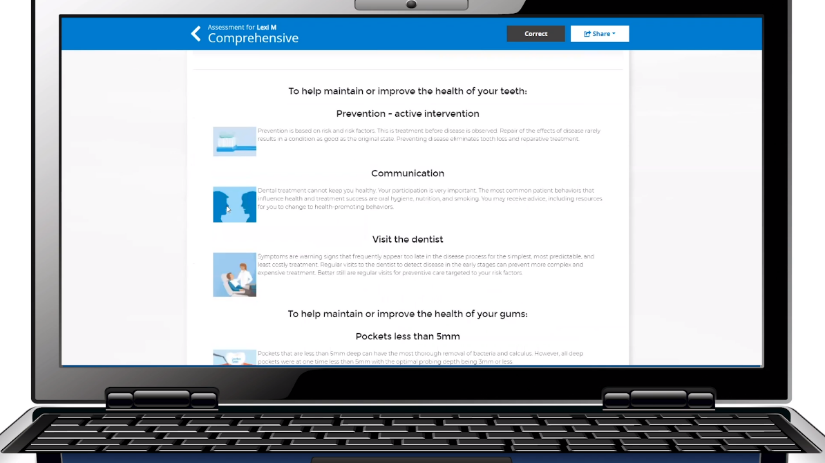 Assessment for Lexi M
Comprehensive
Correct
Share
To help maintain or improve the health of your teeth:
Prevention - active intervention
Prevention is based on risk and risk factors. This is treatment before disease is observed. Repair of the effects of disease rarely
results in a condition as good as the original state. Preventing disease eliminates tooth loss and reparative treatment.
Communication
Dental treatment cannot keep you healthy. Your participation is very important. The most common patient behaviors that
influence health and treatment success are oral hygiene, nutrition, and smoking. You may receive advice, including resources
for you to change to health-promoting behaviors.
Visit the dentist
Symptoms are warning signs that frequently appear too late in the disease process for the simplest, most predictable, and
least costly treatment. Regular visits to the dentist to detect disease in the early stages can prevent more complex and
expensive treatment. Better still are regular visits for preventive care targeted to your risk factors.
To help maintain or improve the health of your gums:
Pockets less than 5mm
Pockets that are less than 5mm deep can have the most thorough removal of bacteria and calculus. However, all deep
pockets were at one time less than 5mm with the optimal probing depth being 3mm or less.